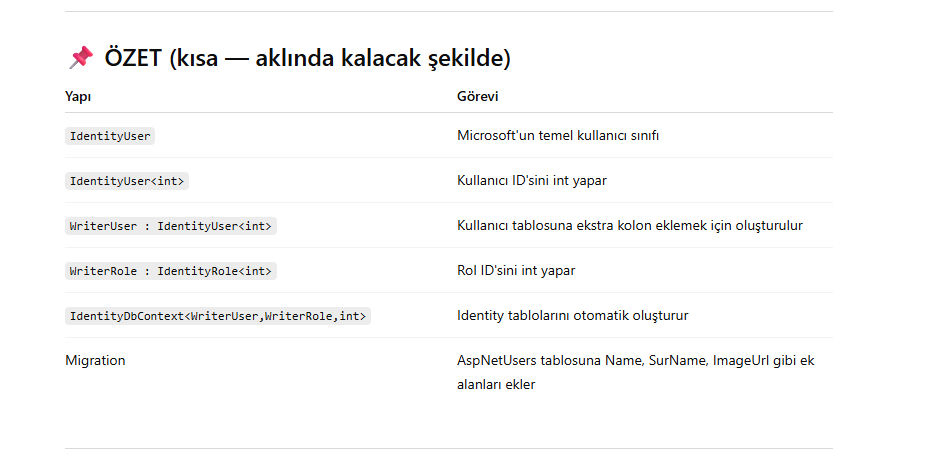 📌 ÖZET (kısa — aklında kalacak şekilde)
Yapı Görevi
IdentityUser Microsoft'un temel kullanıcı sınıfı
IdentityUser<int> Kullanıcı ID'sini int yapar
WriterUser : IdentityUser<int> Kullanıcı tablosuna ekstra kolon eklemek için oluşturulur
WriterRole : IdentityRole<int> Rol ID'sini int yapar
IdentityDbContext<WriterUser,WriterRole,int> Identity tablolarını otomatik oluşturur
Migration AspNetUsers tablosuna Name, SurName, ImageUrl gibi ek
alanları ekler